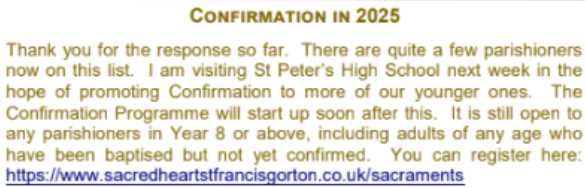 CONFIRMATION IN 2025
Thank you for the response so far. There are quite a few parishioners
now on this list. I am visiting St Peter's High School next week in the
hope of promoting Confirmation to more of our younger ones. The
Confirmation Programme will start up soon after this. It is still open to
any parishioners in Year 8 or above, including adults of any age who
have been baptised but not yet confirmed. You can register here:
https://www.sacredheartstfrancisgorton.co.uk/sacraments